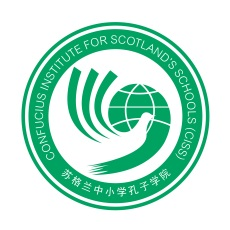 CONFUCIUS INSTITUTE FOR SCOTLAND'S SCHOOLS (CISS)
苏格兰中小学孔子学院